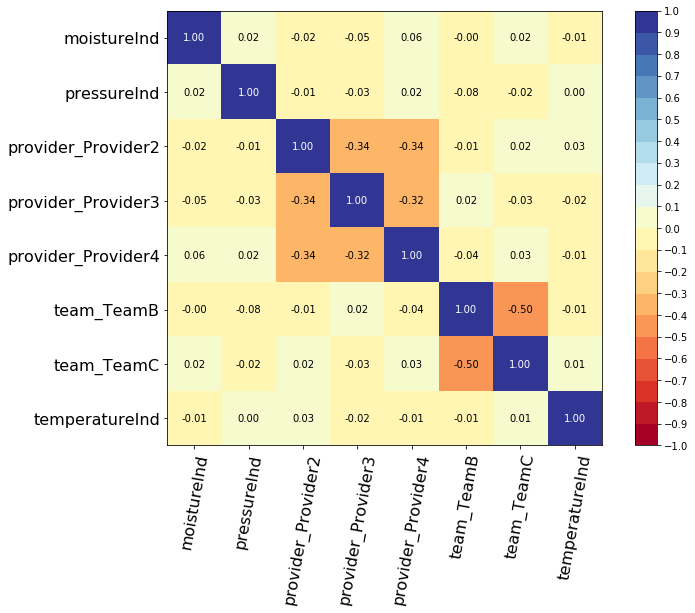 moistureInd 1.00 0.02 -0.02 -0.05 0.06 -0.00 0.02 -0.01
pressureInd 0.02 1.00 -0.01 -0.03 0.02 -0.08 -0.02 0.00
provider_Provider2 -0.02 -0.01 1.00 -0.34 -0.34 -0.01 0.02 0.03
provider_Provider3 -0.05 -0.03 -0.34 1.00 -0.32 0.02 -0.03 -0.02
provider_Provider4 0.06 0.02 -0.34 -0.32 1.00 -0.04 0.03 -0.01
team_TeamB -0.00 -0.08 -0.01 0.02 -0.04 1.00 -0.50 -0.01
team_TeamC 0.02 -0.02 0.02 -0.03 0.03 -0.50 1.00 0.01
temperatureInd -0.01 0.00 0.03 -0.02 -0.01 -0.01 0.01 1.00
moistureInd
pressureInd
provider_Provider2
provider_Provider3
provider_Provider4
team_TeamB
team_TeamC
temperatureInd
1.0
0.9
0.8
0.7
0.6
0.5
0.4
0.3
0.2
0.1
0.0
−0.1
−0.2
−0.3
−0.4
−0.5
−0.6
−0.7
−0.8
−0.9
−1.0